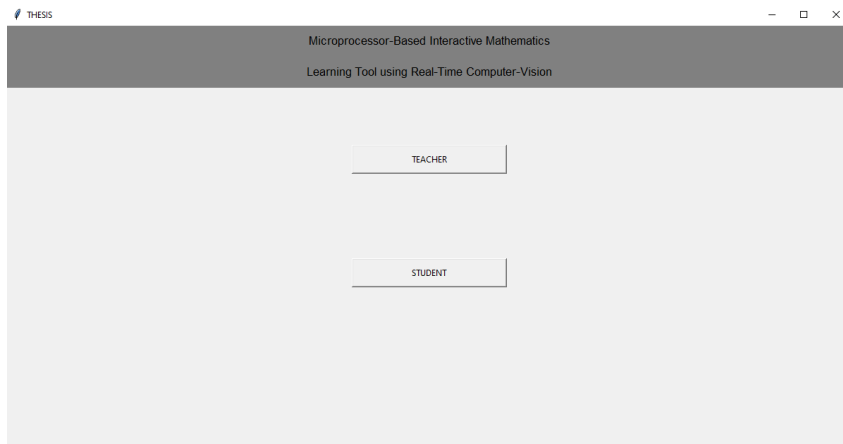 THESIS
Microprocessor-Based Interactive Mathematics
Learning Tool using Real-Time Computer-Vision
TEACHER
STUDENT